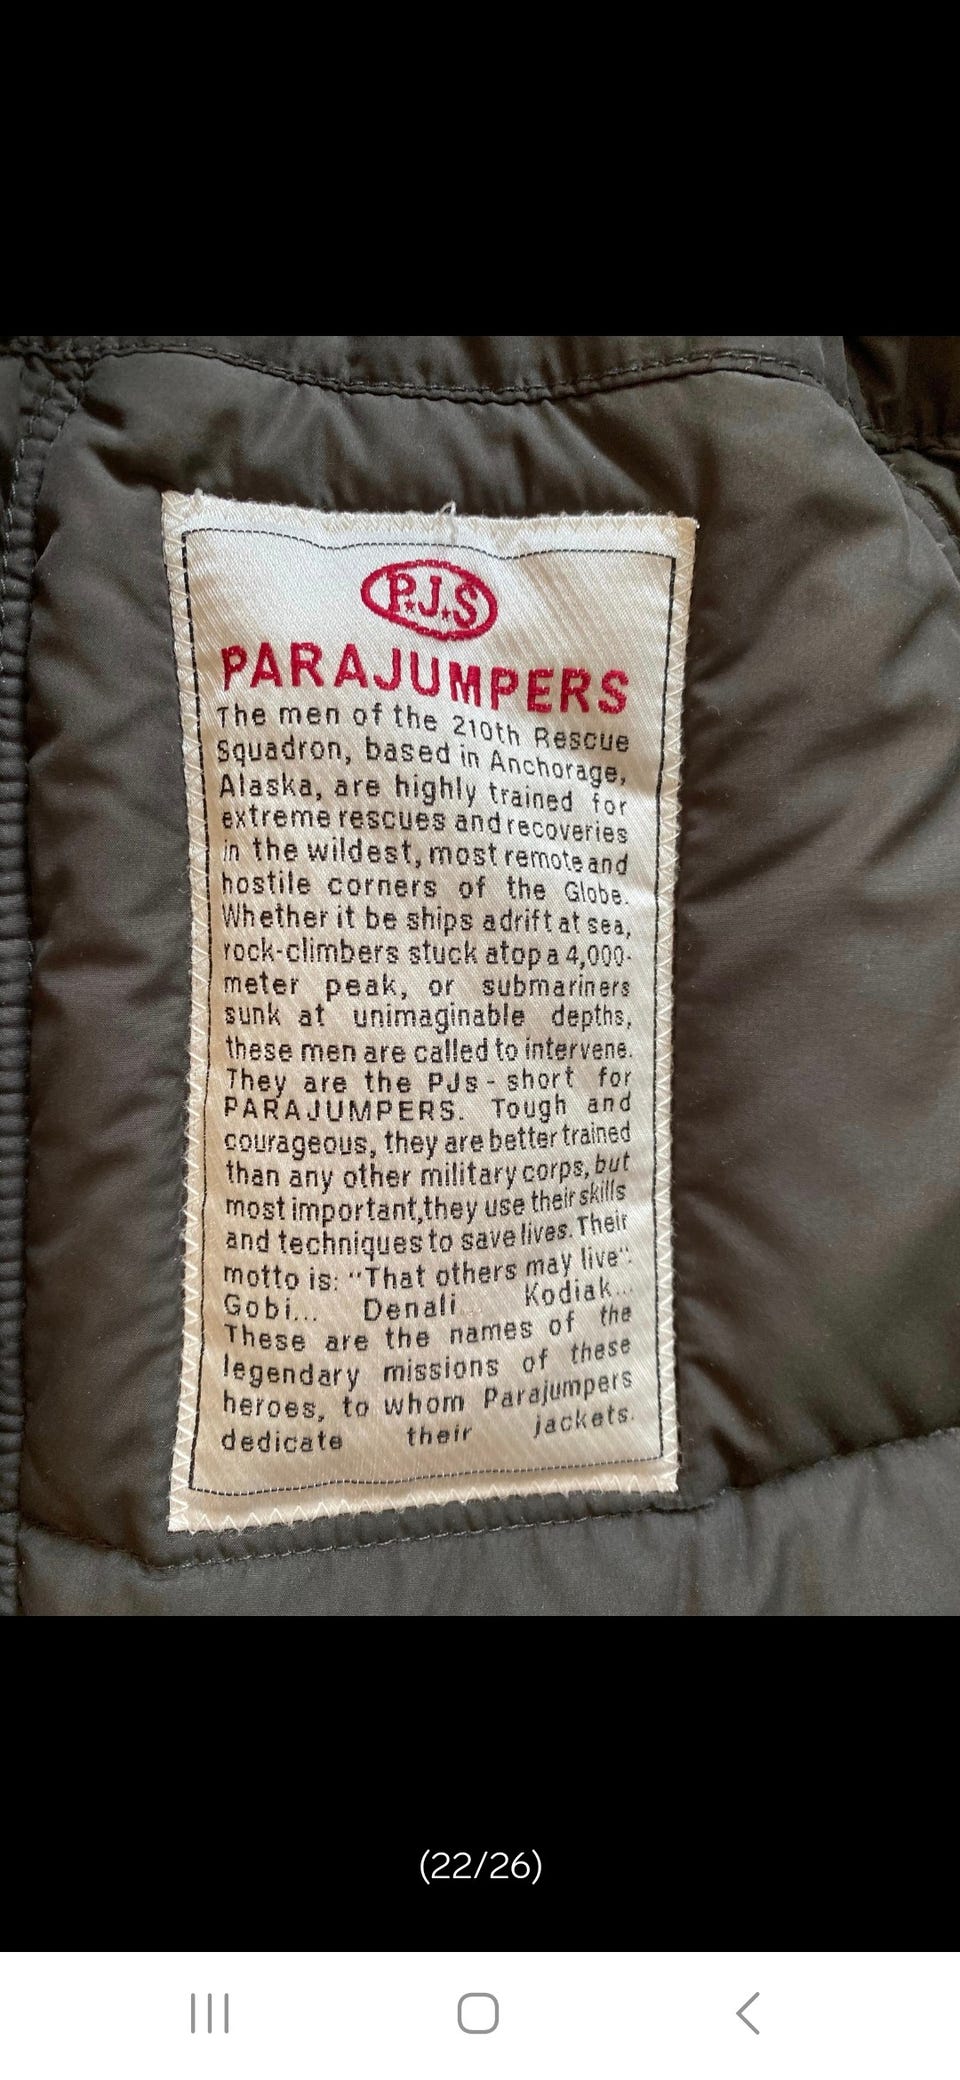 P.J.S
PARAJUMPERS
The men of the 210th Rescue
Squadron, based in Anchorage,
Alaska, are highly trained for
extreme rescues and recoveries
in the wildest, most remote and
hostile corners of the Globe.
Whether it be ships adrift at sea,
rock-climbers stuck atop a 4,000-
meter peak, or submariners
sunk at unimaginable depths,
these men are called to intervene.
They are the PJs - short for
PARAJUMPERS. Tough and
courageous, they are better trained
than any other military corps, but
most important,they use their skills
and techniques to save lives. Their
motto is: "That others may live".
Gobi... Denali... Kodiak...
These are the names of the
legendary missions of these
heroes, to whom Parajumpers
dedicate their jackets.
(22/26)